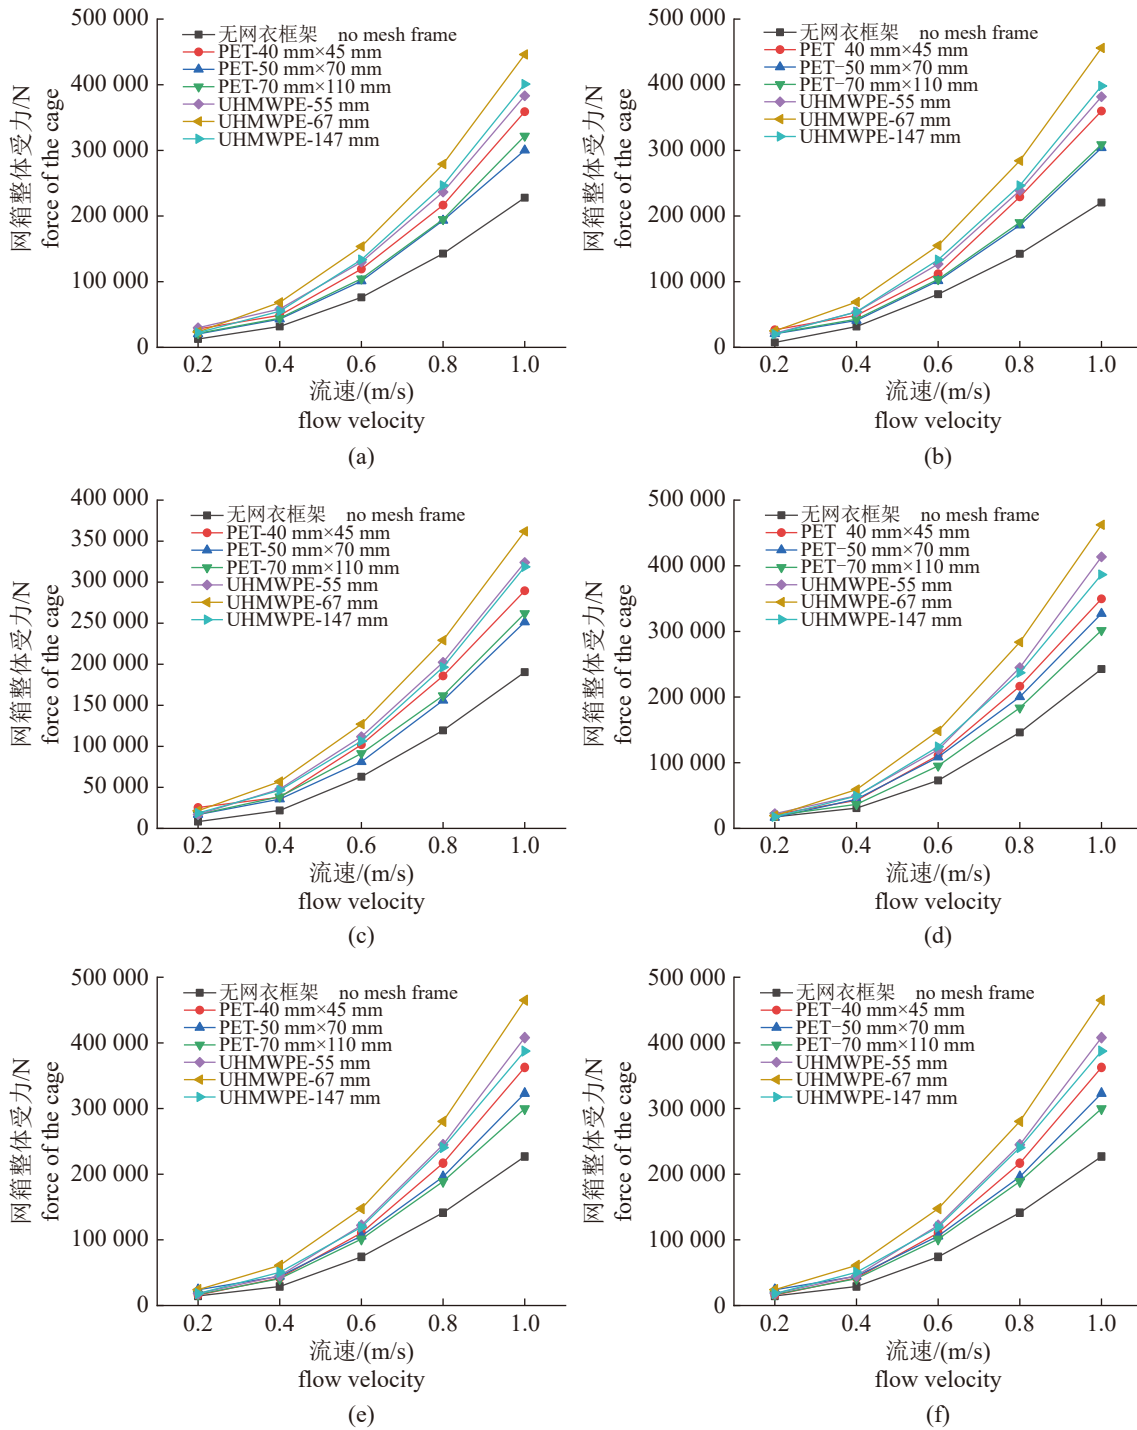 500 000
400 000
300 000
200 000
100 000
0
网箱整体受力/N
force of the cage
无网衣框架 no mesh frame
PET-40 mm×45 mm
PET-50 mm×70 mm
PET-70 mm×110 mm
UHMWPE-55 mm
UHMWPE-67 mm
UHMWPE-147 mm
0.2 0.4 0.6 0.8 1.0
流速/(m/s)
flow velocity
(a)
500 000
400 000
300 000
200 000
100 000
0
网箱整体受力/N
force of the cage
无网衣框架 no mesh frame
PET 40 mm×45 mm
PET-50 mm×70 mm
PET-70 mm×110 mm
UHMWPE-55 mm
UHMWPE-67 mm
UHMWPE-147 mm
0.2 0.4 0.6 0.8 1.0
流速/(m/s)
flow velocity
(b)
400 000
350 000
300 000
250 000
200 000
150 000
100 000
50 000
0
网箱整体受力/N
force of the cage
无网衣框架 no mesh frame
PET-40 mm×45 mm
PET-50 mm×70 mm
PET-70 mm×110 mm
UHMWPE-55 mm
UHMWPE-67 mm
UHMWPE-147 mm
0.2 0.4 0.6 0.8 1.0
流速/(m/s)
flow velocity
(c)
500 000
400 000
300 000
200 000
100 000
0
网箱整体受力/N
force of the cage
无网衣框架 no mesh frame
PET 40 mm×45 mm
PET-50 mm×70 mm
PET-70 mm×110 mm
UHMWPE-55 mm
UHMWPE-67 mm
UHMWPE-147 mm
0.2 0.4 0.6 0.8 1.0
流速/(m/s)
flow velocity
(d)
500 000
400 000
300 000
200 000
100 000
0
网箱整体受力/N
force of the cage
无网衣框架 no mesh frame
PET-40 mm×45 mm
PET-50 mm×70 mm
PET-70 mm×110 mm
UHMWPE-55 mm
UHMWPE-67 mm
UHMWPE-147 mm
0.2 0.4 0.6 0.8 1.0
流速/(m/s)
flow velocity
(e)
500 000
400 000
300 000
200 000
100 000
0
网箱整体受力/N
force of the cage
无网衣框架 no mesh frame
PET-40 mm×45 mm
PET-50 mm×70 mm
PET-70 mm×110 mm
UHMWPE-55 mm
UHMWPE-67 mm
UHMWPE-147 mm
0.2 0.4 0.6 0.8 1.0
流速/(m/s)
flow velocity
(f)